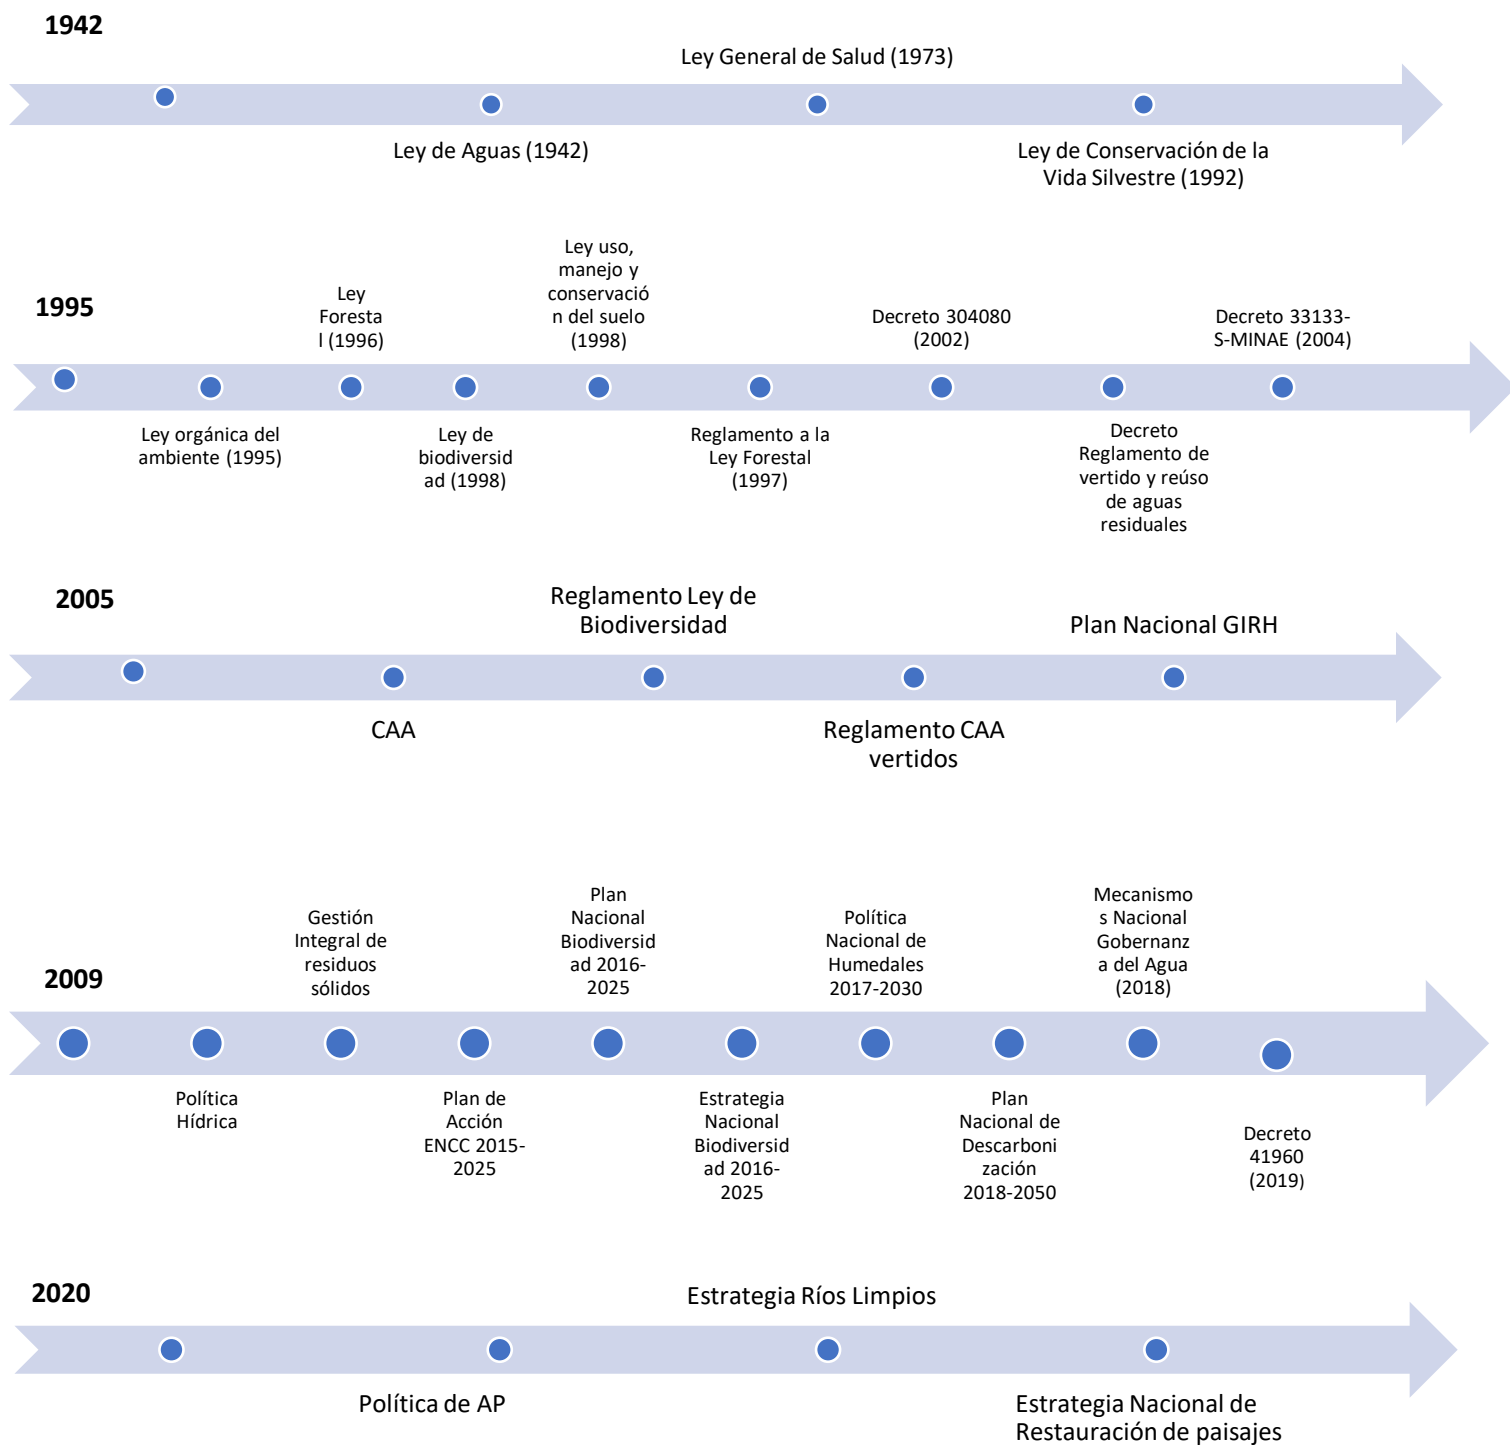 1942
Ley General de Salud (1973)
Ley de Aguas (1942)
Ley de Conservación de la
Vida Silvestre (1992)
1995
Ley
Foresta
l (1996)
Ley uso,
manejo y
conservació
n del suelo
(1998)
Decreto 304080
(2002)
Decreto 33133-
S-MINAE (2004)
Ley orgánica del
ambiente (1995)
Ley de
biodiversid
ad (1998)
Reglamento a la
Ley Forestal
(1997)
Decreto
Reglamento de
vertido y reúso
de aguas
residuales
2005
Reglamento Ley de
Biodiversidad
Plan Nacional GIRH
CAA
Reglamento CAA
vertidos
2009
Gestión
Integral de
residuos
sólidos
Plan
Nacional
Biodiversid
ad 2016-
2025
Política
Nacional de
Humedales
2017-2030
Mecanismo
s Nacional
Gobernanz
a del Agua
(2018)
Política
Hídrica
Plan de
Acción
ENCC 2015-
2025
Estrategia
Nacional
Biodiversid
ad 2016-
2025
Plan
Nacional de
Descarboni
zación
2018-2050
Decreto
41960
(2019)
2020
Estrategia Ríos Limpios
Política de AP
Estrategia Nacional de
Restauración de paisajes